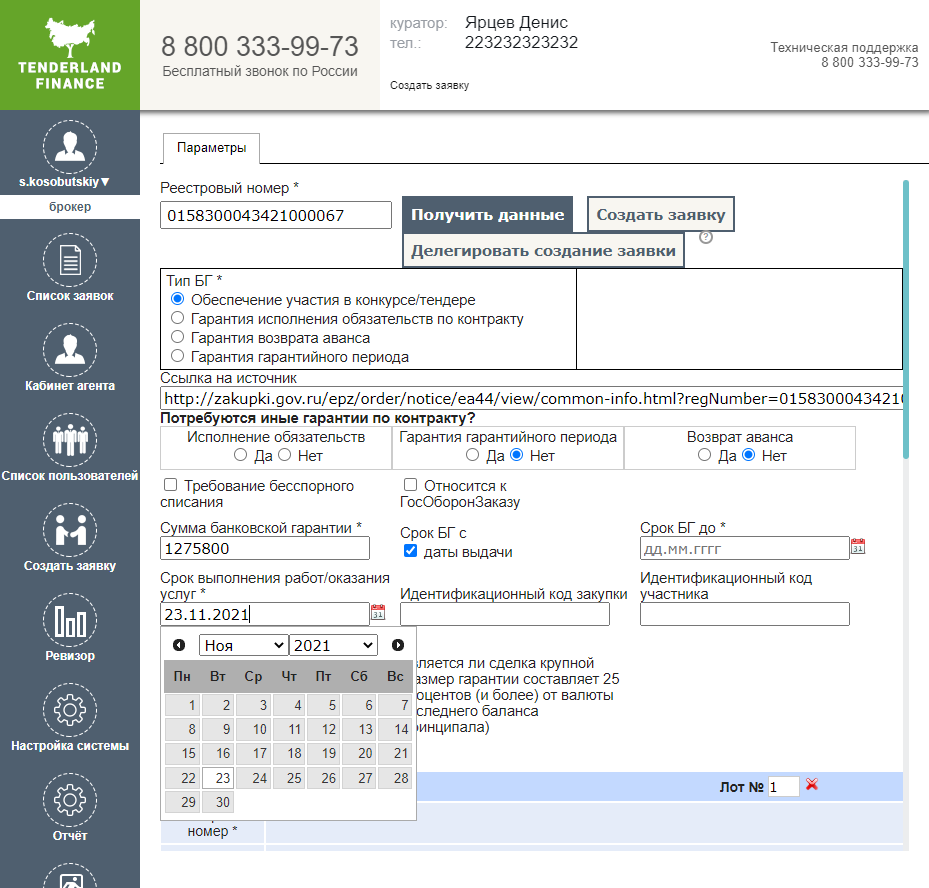 TENDERLAND
FINANCE
8 800 333-99-73
Бесплатный звонок по России
куратор: Ярцев Денис
тел.: 223232323232
Создать заявку
Техническая поддержка
8 800 333-99-73
s.kosobutskiy▼
брокер
Список заявок
Кабинет агента
Список пользователей
Создать заявку
Ревизор
Настройка системы
Отчёт
Параметры
Реестровый номер *
0158300043421000067
Получить данные
Создать заявку
?
Делегировать создание заявки
Тип БГ *
Обеспечение участия в конкурсе/тендере
Гарантия исполнения обязательств по контракту
Гарантия возврата аванса
Гарантия гарантийного периода
Ссылка на источник
http://zakupki.gov.ru/epz/order/notice/ea44/view/common-info.html?regNumber=01583000434210
Потребуются иные гарантии по контракту?
Исполнение обязательств
Да Нет
Гарантия гарантийного периода
Да Нет
Возврат аванса
Да Нет
Требование бесспорного
списания
Относится к
ГосОборонЗаказу
Сумма банковской гарантии *
1275800
Срок БГ с
даты выдачи
Срок БГ до *
дд.мм.гггг
31
Срок выполнения работ/оказания
услуг *
23.11.2021
31
Идентификационный код закупки
Идентификационный код
участника
Ноя 2021
Пн Вт Ср Чт Пт Сб Вс
1 2 3 4 5 6 7
8 9 10 11 12 13 14
15 16 17 18 19 20 21
22 23 24 25 26 27 28
29 30
вляется ли сделка крупной
азмер гарантии составляет 25
оцентов (и более) от валюты
следнего баланса
инципала)
Лот № 1
номер *